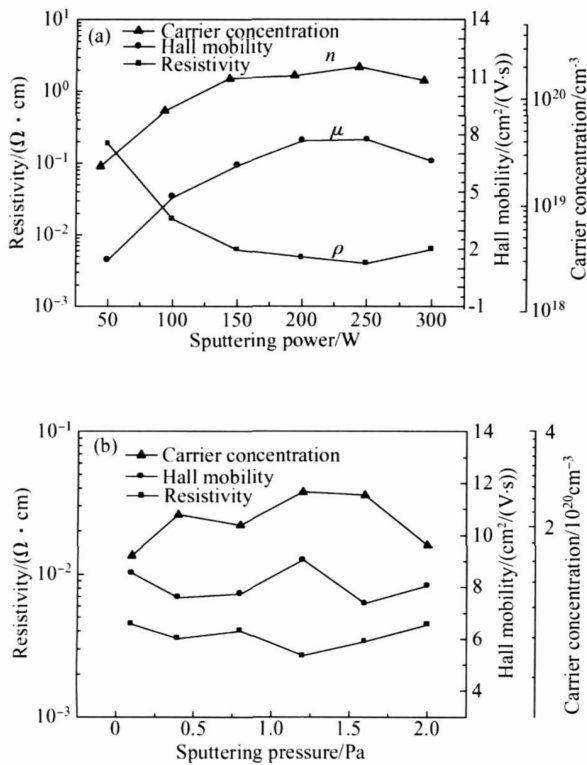 (a)
Carrier concentration
Hall mobility
Resistivity
n
μ
ρ
10¹
10⁰
10⁻¹
10⁻²
10⁻³
Resistivity/(Ω · cm)
50 100 150 200 250 300
Sputtering power/W
14
11
8
5
2
-1
Hall mobility/(cm²/(V·s))
10²⁰
10¹⁹
10¹⁸
Carrier concentration/cm⁻³
(b)
Carrier concentration
Hall mobility
Resistivity
10⁻¹
10⁻²
10⁻³
Resistivity/(Ω · cm)
0 0.5 1.0 1.5 2.0
Sputtering pressure/Pa
14
12
10
8
6
4
Hall mobility/(cm²/(V·s))
4
2
Carrier concentration/10²⁰cm⁻³